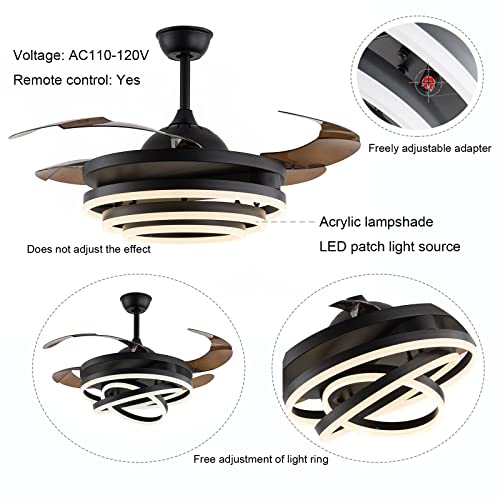 Voltage: AC110-120V
Remote control: Yes
Freely adjustable adapter
Acrylic lampshade
Does not adjust the effect
LED patch light source
Free adjustment of light ring